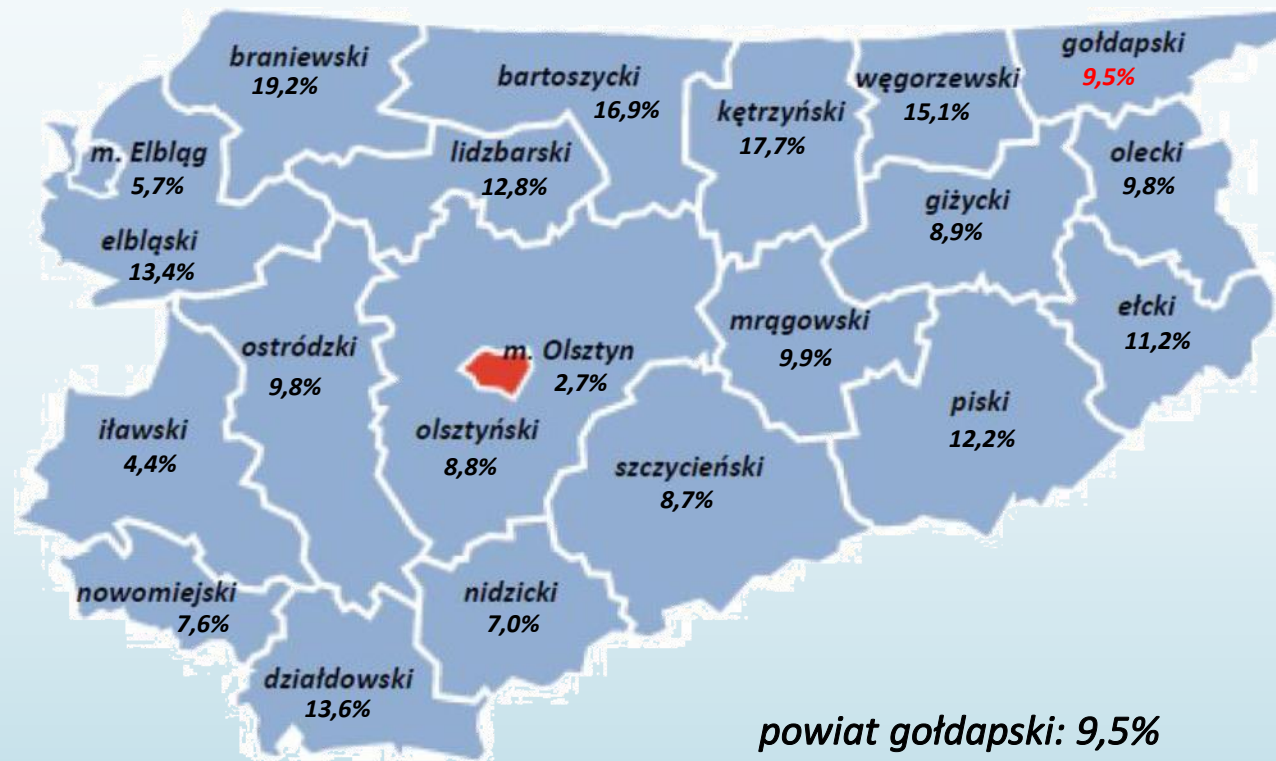 gołdapski
9,5%
braniewski
19,2%
bartoszycki
16,9%
węgorzewski
15,1%
kętrzyński
17,7%
m. Elbląg
5,7%
lidzbarski
12,8%
olecki
9,8%
giżycki
8,9%
elbląski
13,4%
ełcki
11,2%
mrągowski
9,9%
ostródzki
9,8%
m. Olsztyn
2,7%
piski
12,2%
iławski
4,4%
olsztyński
8,8%
szczycieński
8,7%
nowomiejski
7,6%
nidzicki
7,0%
działdowski
13,6%
powiat gołdapski: 9,5%